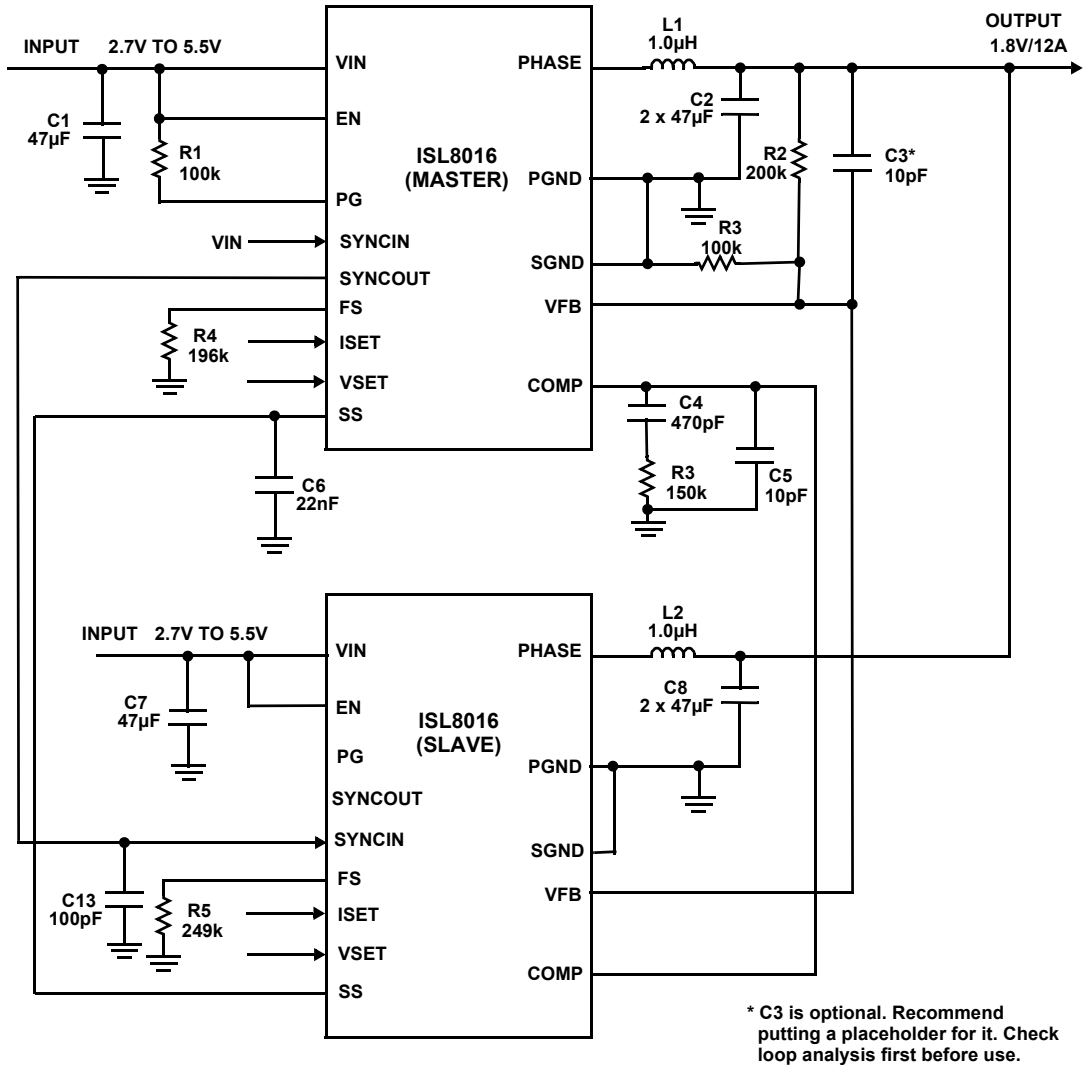 INPUT 2.7V TO 5.5V
C1
47µF
R1
100k
VIN
EN
PG
VIN
SYNCIN
SYNCOUT
FS
R4
196k
ISET
VSET
SS
C6
22nF
ISL8016
(MASTER)
PHASE
PGND
SGND
VFB
COMP
L1
1.0µH
OUTPUT
1.8V/12A
C2
2 x 47µF
R2
200k
C3*
10pF
R3
100k
C4
470pF
R3
150k
C5
10pF
INPUT 2.7V TO 5.5V
C7
47µF
VIN
EN
PG
SYNCOUT
SYNCIN
C13
100pF
FS
R5
249k
ISET
VSET
SS
ISL8016
(SLAVE)
PHASE
PGND
SGND
VFB
COMP
L2
1.0µH
C8
2 x 47µF
* C3 is optional. Recommend
putting a placeholder for it. Check
loop analysis first before use.